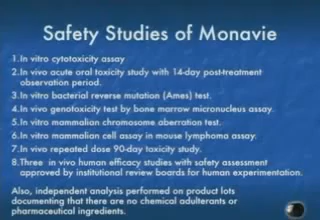 Safety Studies of Monavie
1.In vitro cytotoxicity assay
2.In vivo acute oral toxicity study with 14-day post-treatment
observation period.
3.In vitro bacterial reverse mutation (Ames) test.
4.In vivo genotoxicity test by bone marrow micronucleus assay.
5.In vitro mammalian chromosome aberration test.
6.In vitro mammalian cell assay in mouse lymphoma assay.
7.In vivo repeated dose 90-day toxicity study.
8.Three in vivo human efficacy studies with safety assessment
approved by institutional review boards for human experimentation.
Also, independent analysis performed on product lots
documenting that there are no chemical adulterants or
pharmaceutical ingredients.